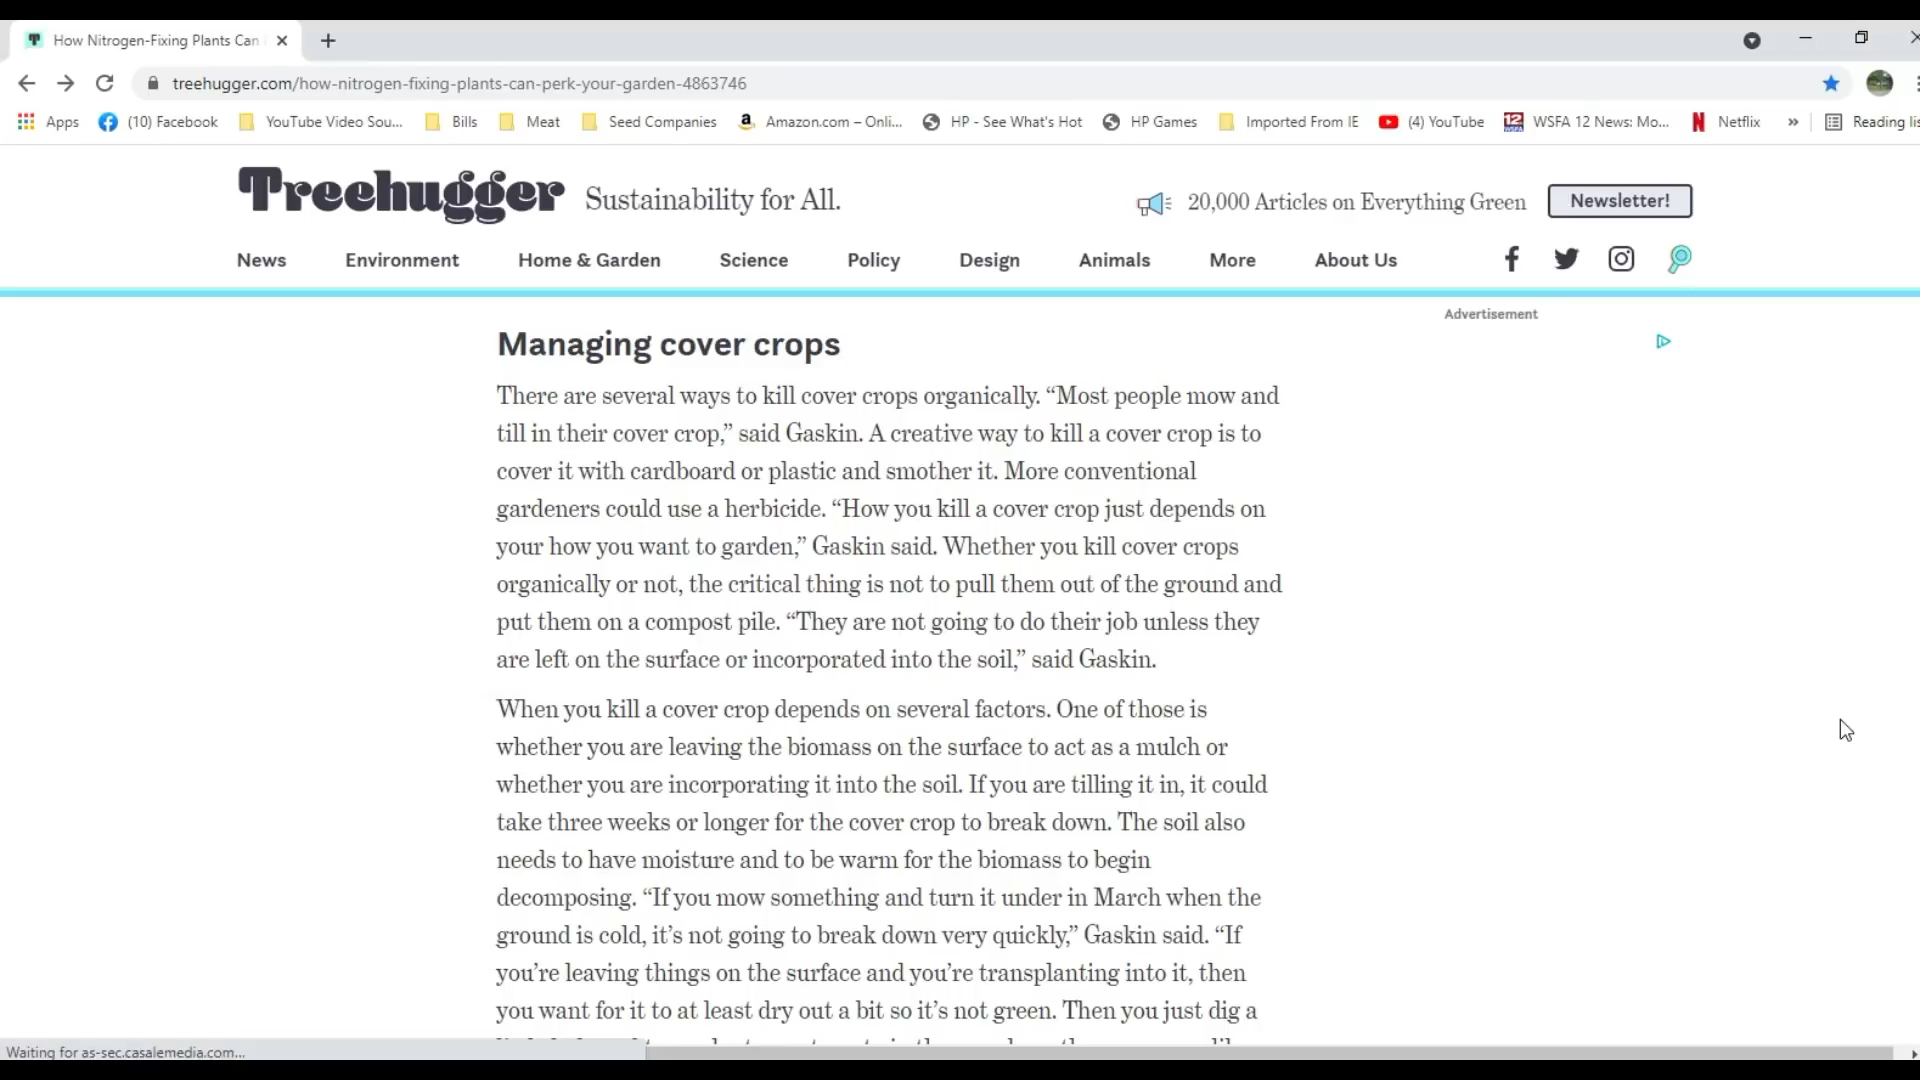 How Nitrogen-Fixing Plants Can
treehugger.com/how-nitrogen-fixing-plants-can-perk-your-garden-4863746
Apps (10) Facebook YouTube Video Sou... Bills Meat Seed Companies Amazon.com – Onli... HP - See What's Hot HP Games Imported From IE (4) YouTube WSFA 12 News: Mo... Netflix » Reading lis
Treehugger Sustainability for All. 20,000 Articles on Everything Green Newsletter!
News Environment Home & Garden Science Policy Design Animals More About Us
Advertisement
Managing cover crops
There are several ways to kill cover crops organically. “Most people mow and
till in their cover crop,” said Gaskin. A creative way to kill a cover crop is to
cover it with cardboard or plastic and smother it. More conventional
gardeners could use a herbicide. “How you kill a cover crop just depends on
your how you want to garden,” Gaskin said. Whether you kill cover crops
organically or not, the critical thing is not to pull them out of the ground and
put them on a compost pile. “They are not going to do their job unless they
are left on the surface or incorporated into the soil,” said Gaskin.
When you kill a cover crop depends on several factors. One of those is
whether you are leaving the biomass on the surface to act as a mulch or
whether you are incorporating it into the soil. If you are tilling it in, it could
take three weeks or longer for the cover crop to break down. The soil also
needs to have moisture and to be warm for the biomass to begin
decomposing. “If you mow something and turn it under in March when the
ground is cold, it’s not going to break down very quickly,” Gaskin said. “If
you’re leaving things on the surface and you’re transplanting into it, then
you want for it to at least dry out a bit so it’s not green. Then you just dig a
Waiting for as-sec.casalemedia.com...